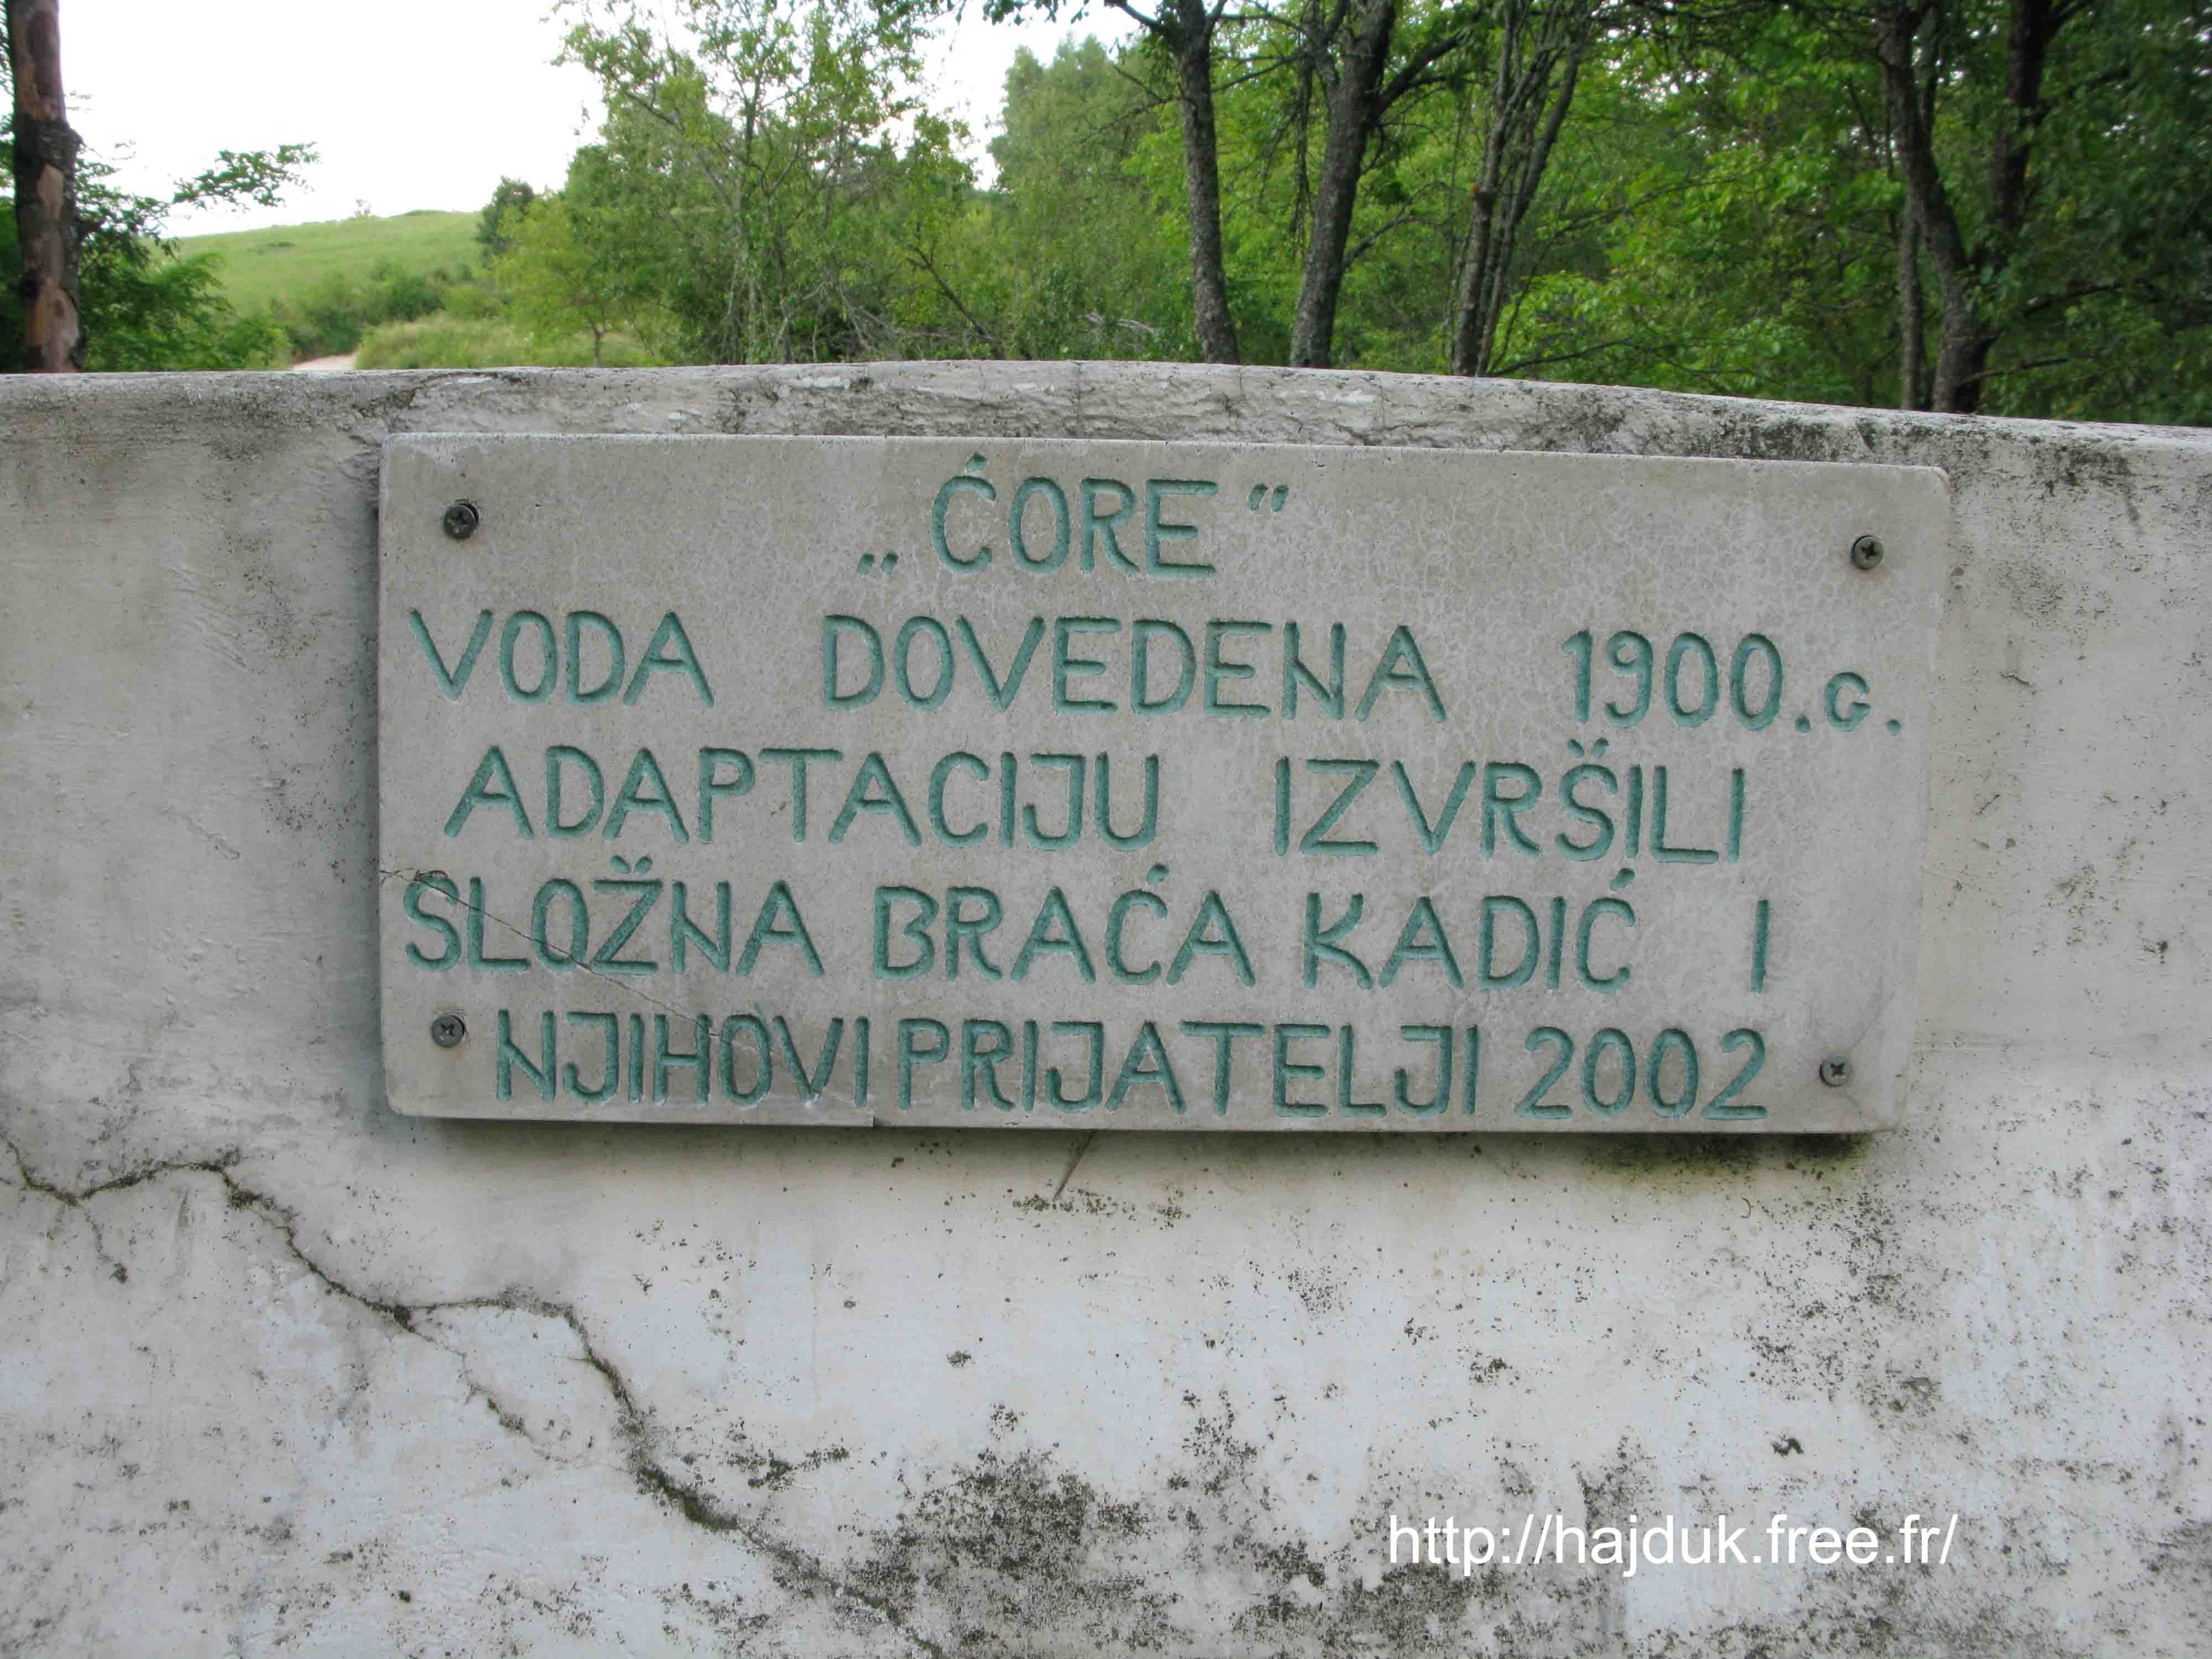 „ĆORE“
VODA DOVEDENA 1900.G.
ADAPTACIJU IZVRŠILI
SLOŽNA BRAĆA KADIĆ I
NJIHOVI PRIJATELJI 2002
http://hajduk.free.fr/